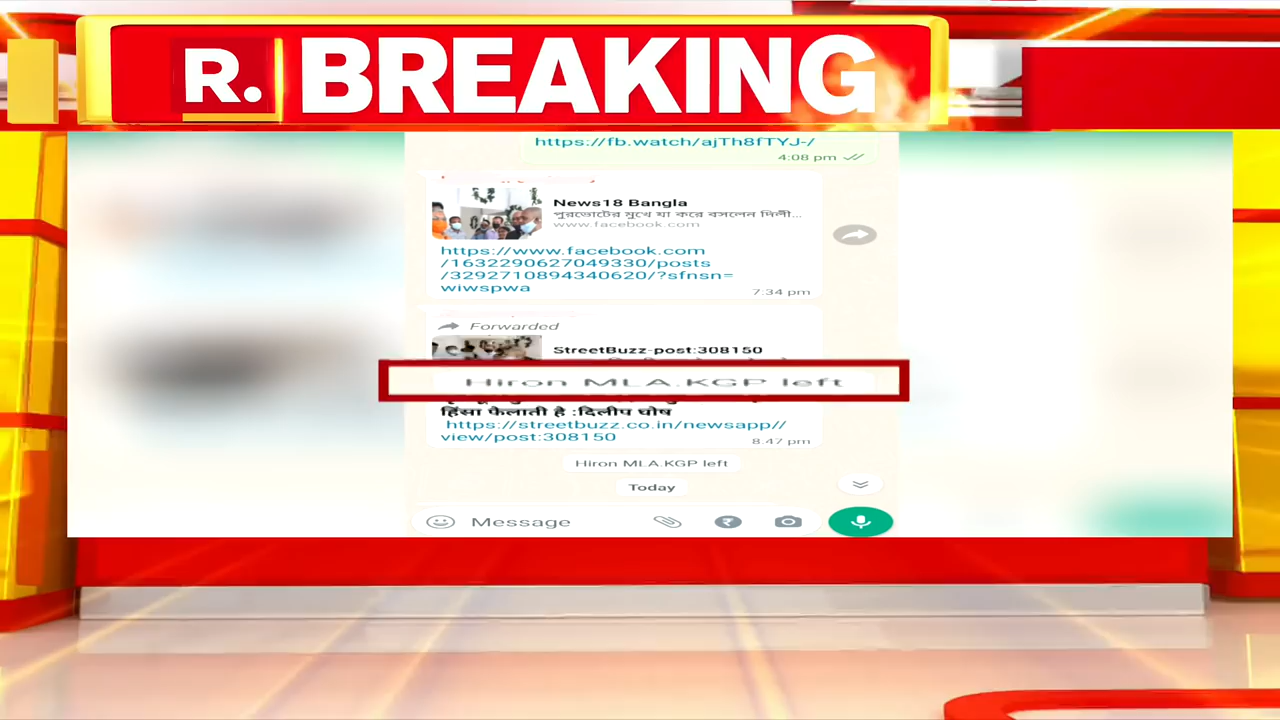 R. BREAKING
https://fb.watch/ajTh8fTYJ-/
4:08 pm
News18 Bangla
পুরভোটের মুখে যা করে বসলেন দিলী...
www.facebook.com
https://www.facebook.com
/1632290627049330/posts
/3292710894340620/?sfnsn=
wiwspwa
7:34 pm
Forwarded
StreetBuzz-post:308150
Hiron MLA.KGP left
हिंसा फैलाती है :दिलीप घोष
https://streetbuzz.co.in/newsapp//
view/post:308150
8:47 pm
Hiron MLA.KGP left
Today
Message